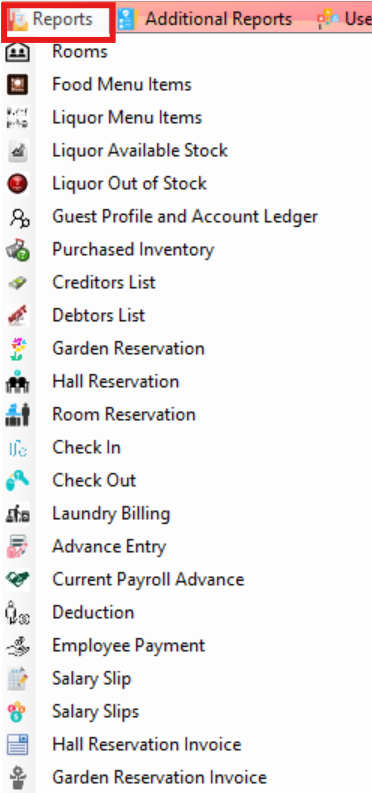 Reports Additional Reports Use
Rooms
Food Menu Items
Liquor Menu Items
Liquor Available Stock
Liquor Out of Stock
Guest Profile and Account Ledger
Purchased Inventory
Creditors List
Debtors List
Garden Reservation
Hall Reservation
Room Reservation
Check In
Check Out
Laundry Billing
Advance Entry
Current Payroll Advance
Deduction
Employee Payment
Salary Slip
Salary Slips
Hall Reservation Invoice
Garden Reservation Invoice